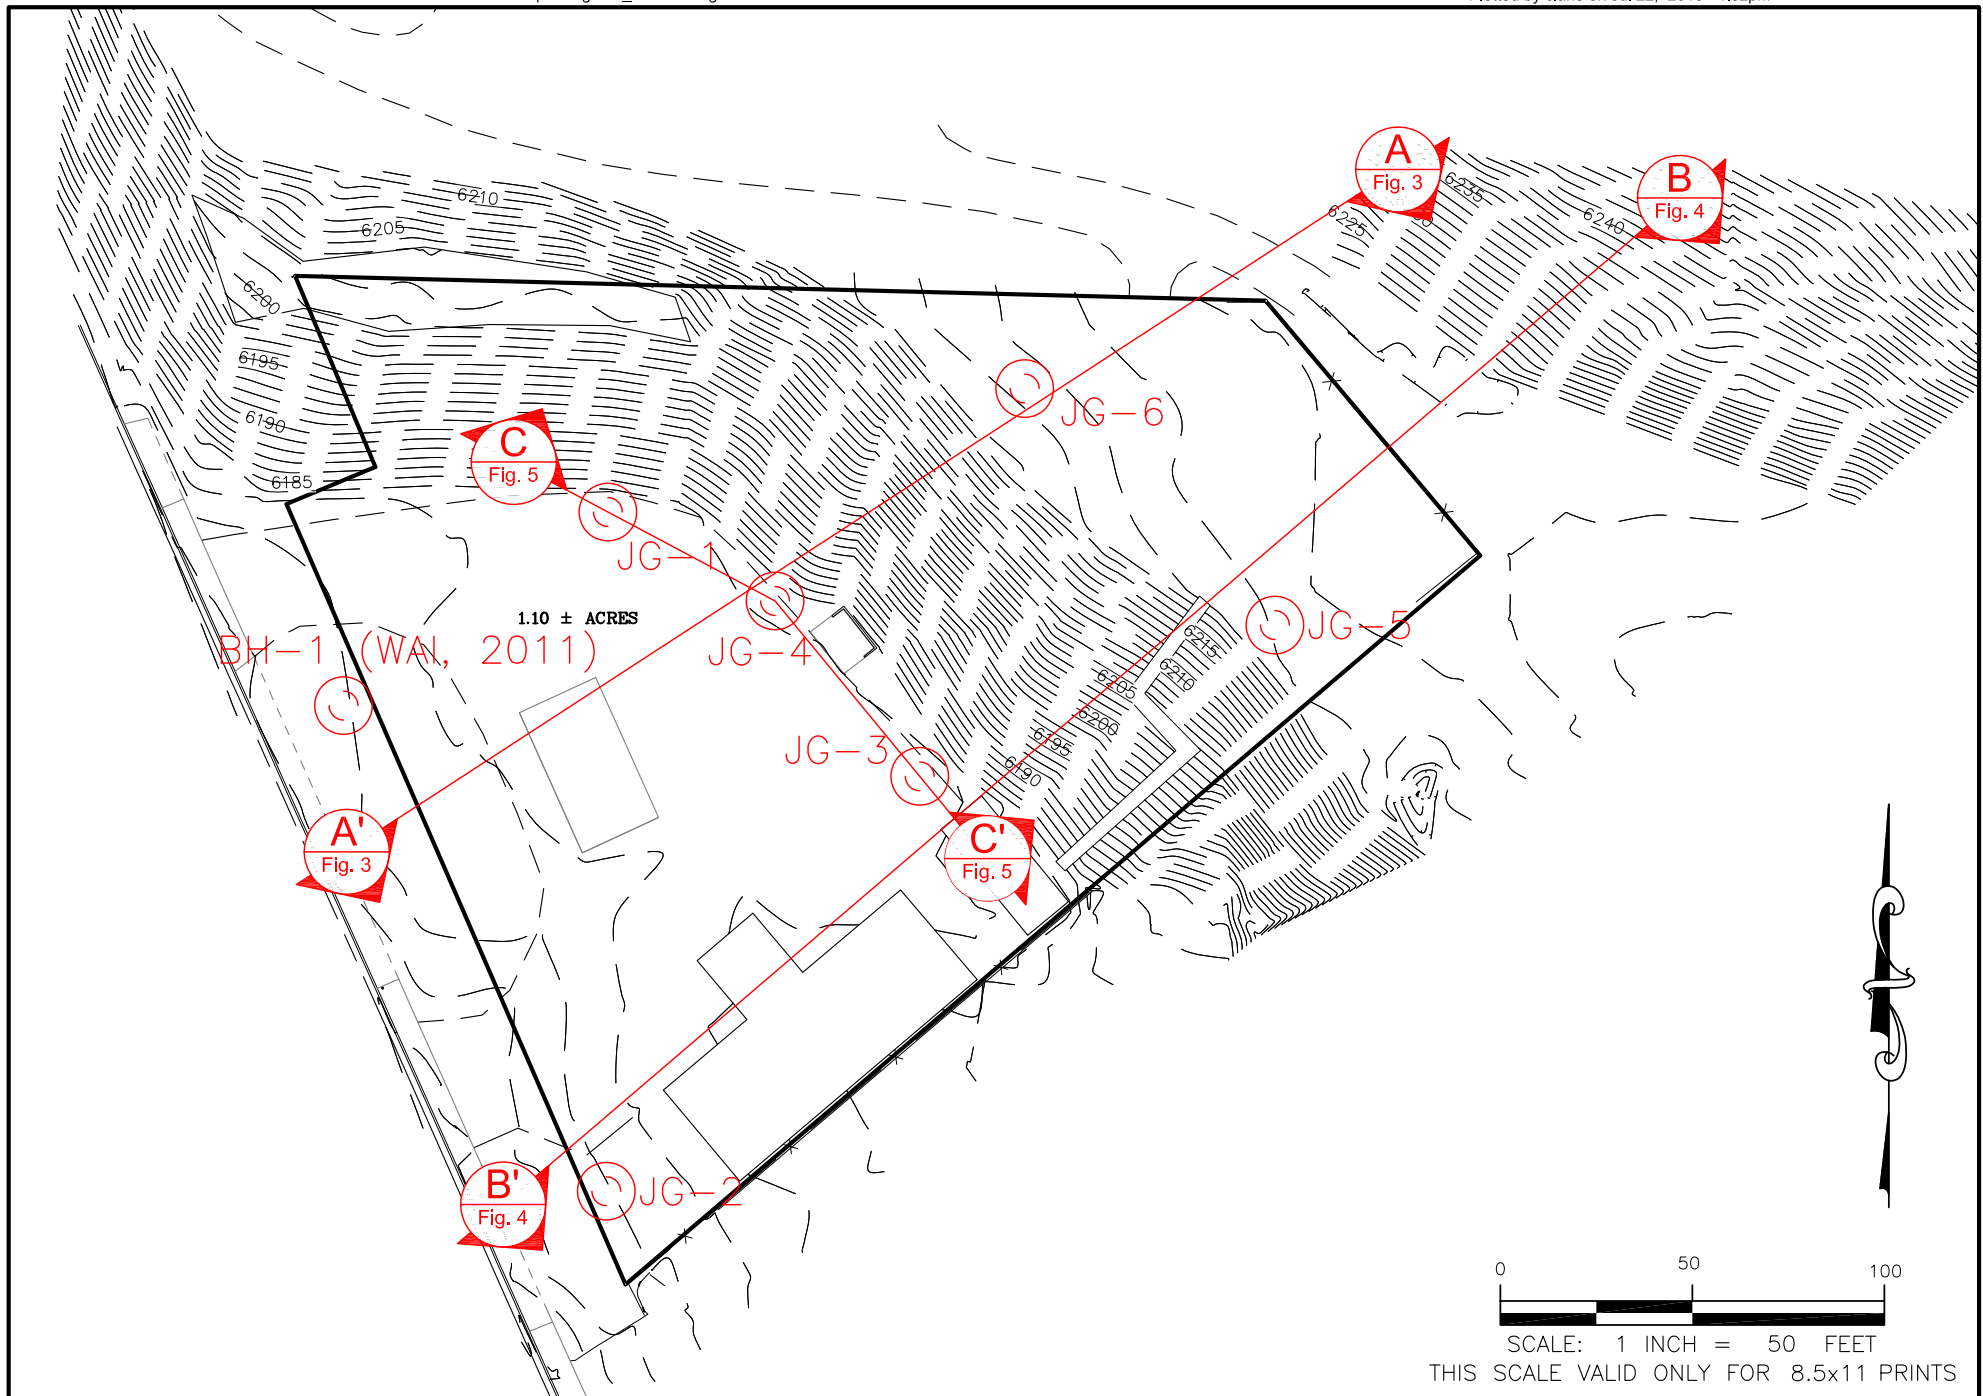 A
Fig. 3
B
Fig. 4
6210
6205
6235
6225
6240
6200
6195
6190
6185
C
Fig. 5
JG-6
JG-1
1.10 ± ACRES
BH-1 (WAI, 2011)
JG-4
JG-5
6215
6210
6205
6200
6195
6190
JG-3
A'
Fig. 3
C'
Fig. 5
B'
Fig. 4
JG-2
0 50 100
SCALE: 1 INCH = 50 FEET
THIS SCALE VALID ONLY FOR 8.5x11 PRINTS